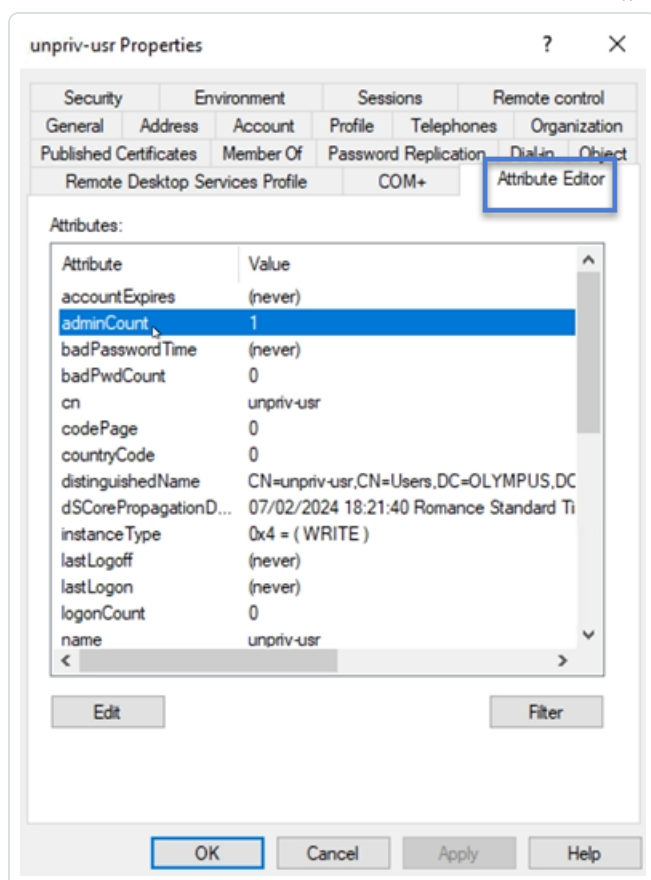 unpriv-usr Properties ? ×
Security Environment Sessions Remote control
General Address Account Profile Telephones Organization
Published Certificates Member Of Password Replication Dial-in Object
Remote Desktop Services Profile COM+ Attribute Editor
Attributes:
Attribute Value
accountExpires (never)
adminCount 1
badPasswordTime (never)
badPwdCount 0
cn unpriv-usr
codePage 0
countryCode 0
distinguishedName CN=unpriv-usr,CN=Users,DC=OLYMPUS,DC
dSCorePropagationD... 07/02/2024 18:21:40 Romance Standard Ti
instanceType 0x4 = ( WRITE )
lastLogoff (never)
lastLogon (never)
logonCount 0
name unpriv-usr
Edit Filter
OK Cancel Apply Help